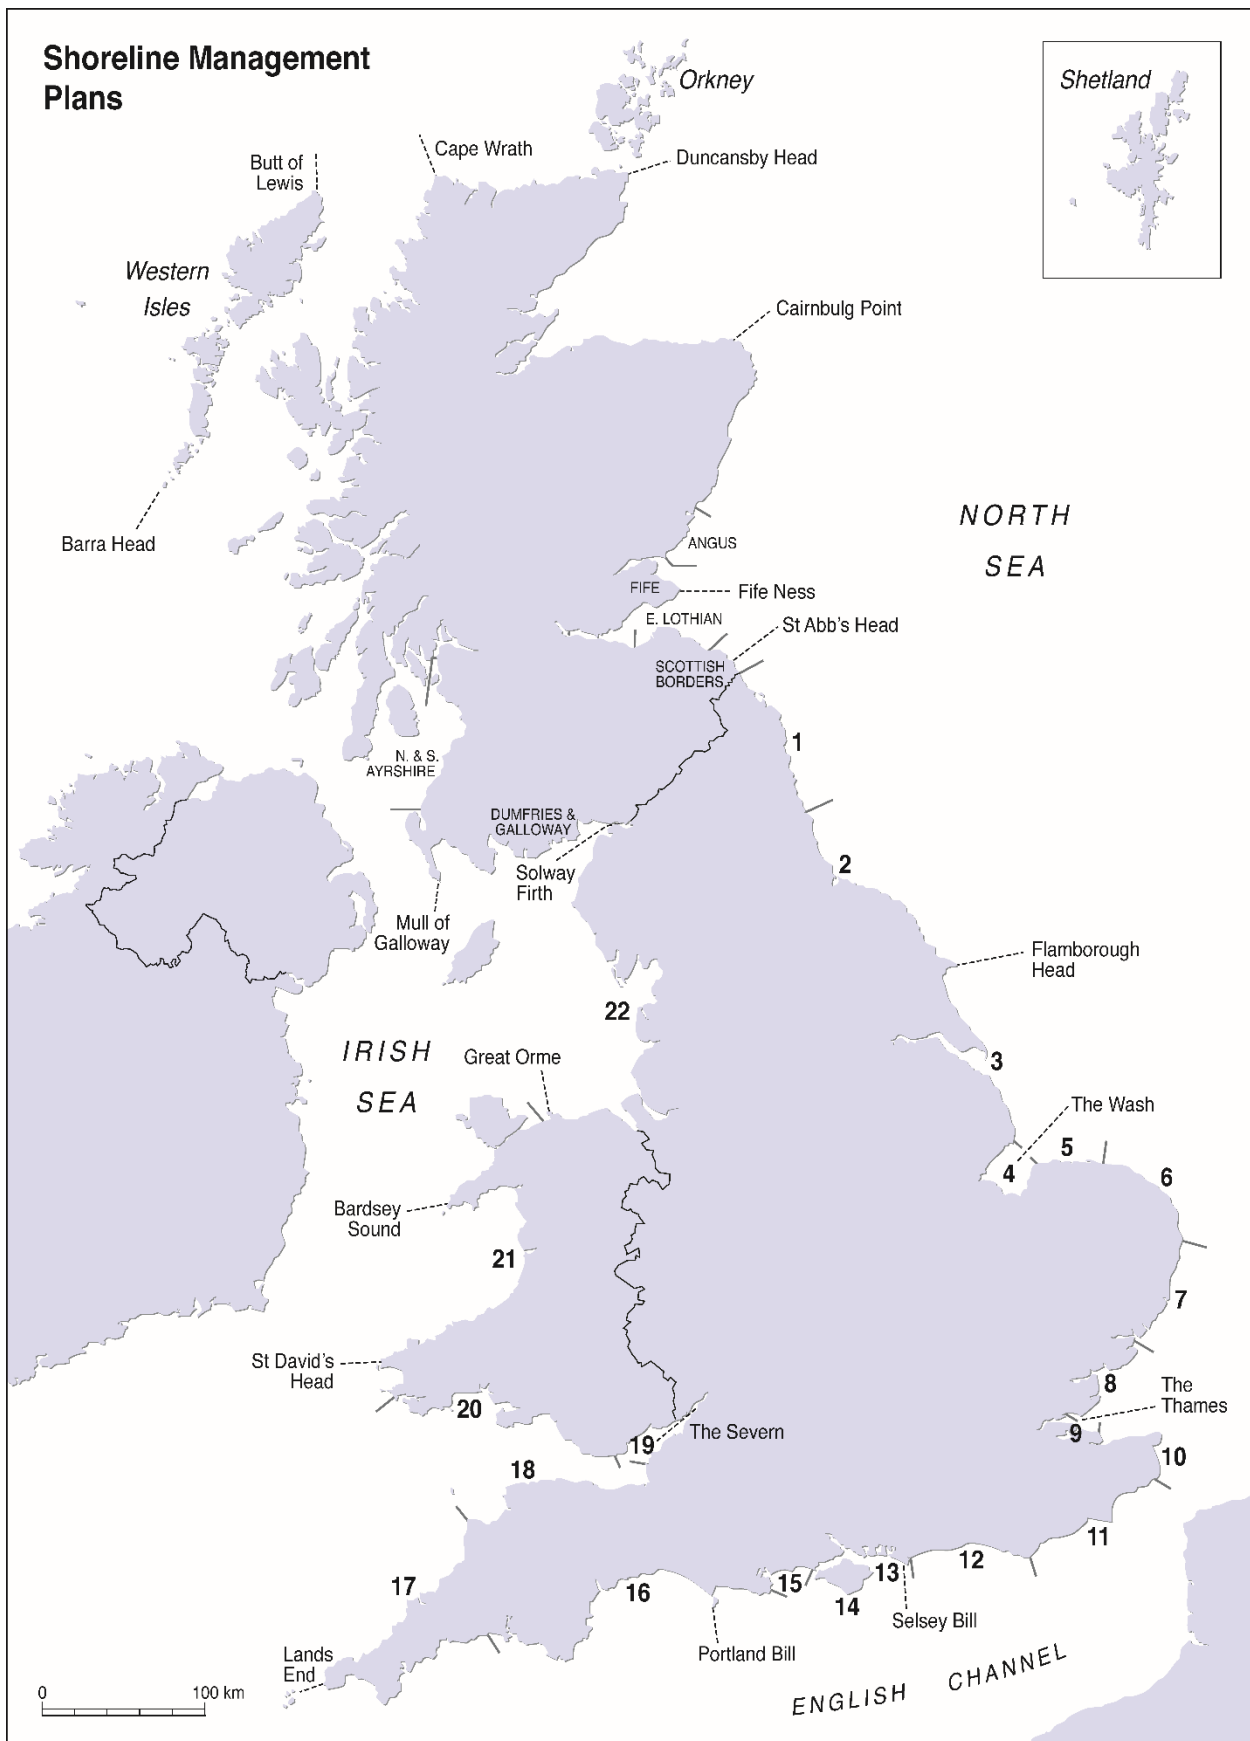 Shoreline Management
Plans
Orkney
Shetland
Cape Wrath
Duncansby Head
Butt of
Lewis
Western
Isles
Cairnbulg Point
NORTH
SEA
Barra Head
ANGUS
FIFE
Fife Ness
E. LOTHIAN
St Abb's Head
SCOTTISH
BORDERS
1
N. & S.
AYRSHIRE
DUMFRIES &
GALLOWAY
2
Solway
Firth
Mull of
Galloway
Flamborough
Head
22
IRISH
SEA
Great Orme
3
The Wash
4
5
6
Bardsey
Sound
21
7
St David's
Head
8
The
Thames
20
19
The Severn
9
10
18
11
12
13
14
15
16
17
Selsey Bill
Portland Bill
Lands
End
ENGLISH CHANNEL
0
100 km